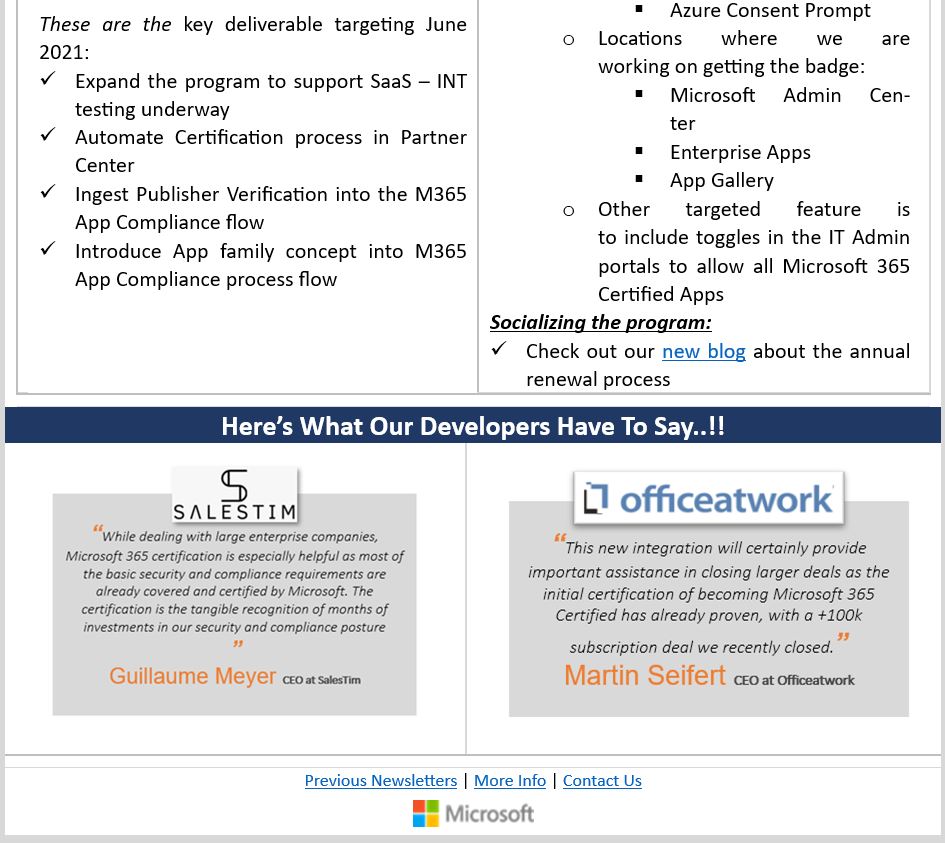 These are the key deliverable targeting June
2021:
✓ Expand the program to support SaaS – INT
testing underway
✓ Automate Certification process in Partner
Center
✓ Ingest Publisher Verification into the M365
App Compliance flow
✓ Introduce App family concept into M365
App Compliance process flow
▪ Azure Consent Prompt
o Locations where we are
working on getting the badge:
▪ Microsoft Admin Cen-
ter
▪ Enterprise Apps
▪ App Gallery
o Other targeted feature is
to include toggles in the IT Admin
portals to allow all Microsoft 365
Certified Apps
Socializing the program:
✓ Check out our new blog about the annual
renewal process
Here’s What Our Developers Have To Say..!!
SALESTIM
“While dealing with large enterprise companies,
Microsoft 365 certification is especially helpful as most of
the basic security and compliance requirements are
already covered and certified by Microsoft. The
certification is the tangible recognition of months of
investments in our security and compliance posture
”
Guillaume Meyer CEO at SalesTim
officeatwork
“This new integration will certainly provide
important assistance in closing larger deals as the
initial certification of becoming Microsoft 365
Certified has already proven, with a +100k
subscription deal we recently closed.”
Martin Seifert CEO at Officeatwork
Previous Newsletters | More Info | Contact Us
Microsoft